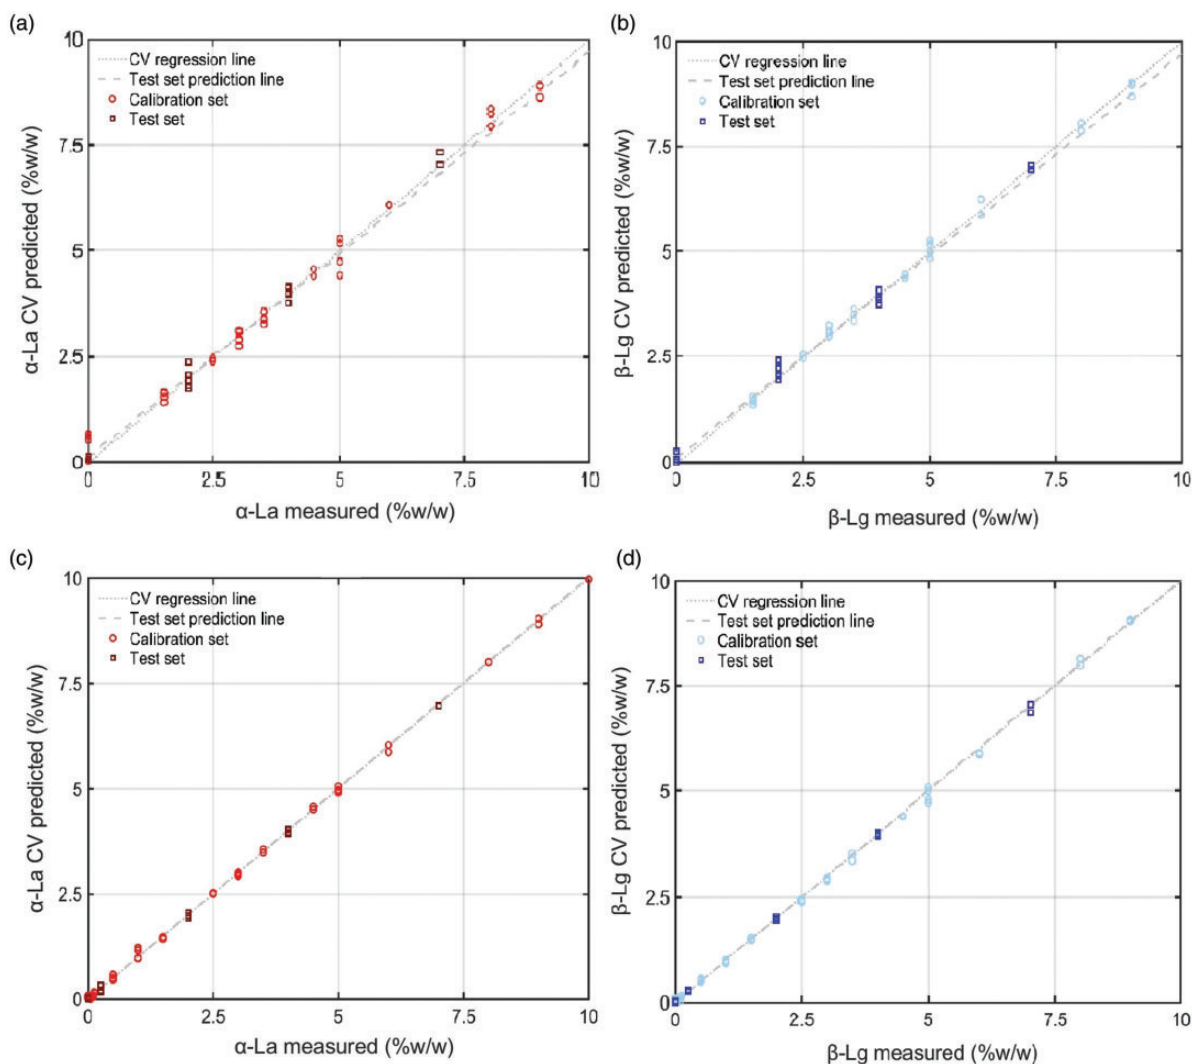 (a)
10
CV regression line
Test set prediction line
Calibration set
Test set
7.5
5
2.5
0
0 2.5 5 7.5 10
α-La CV predicted (%w/w)
α-La measured (%w/w)
(b)
10
CV regression line
Test set prediction line
Calibration set
Test set
7.5
5
2.5
0
0 2.5 5 7.5 10
β-Lg CV predicted (%w/w)
β-Lg measured (%w/w)
(c)
10
CV regression line
Test set prediction line
Calibration set
Test set
7.5
5
2.5
0
0 2.5 5 7.5 10
α-La CV predicted (%w/w)
α-La measured (%w/w)
(d)
10
CV regression line
Test set prediction line
Calibration set
Test set
7.5
5
2.5
0
0 2.5 5 7.5 10
β-Lg CV predicted (%w/w)
β-Lg measured (%w/w)